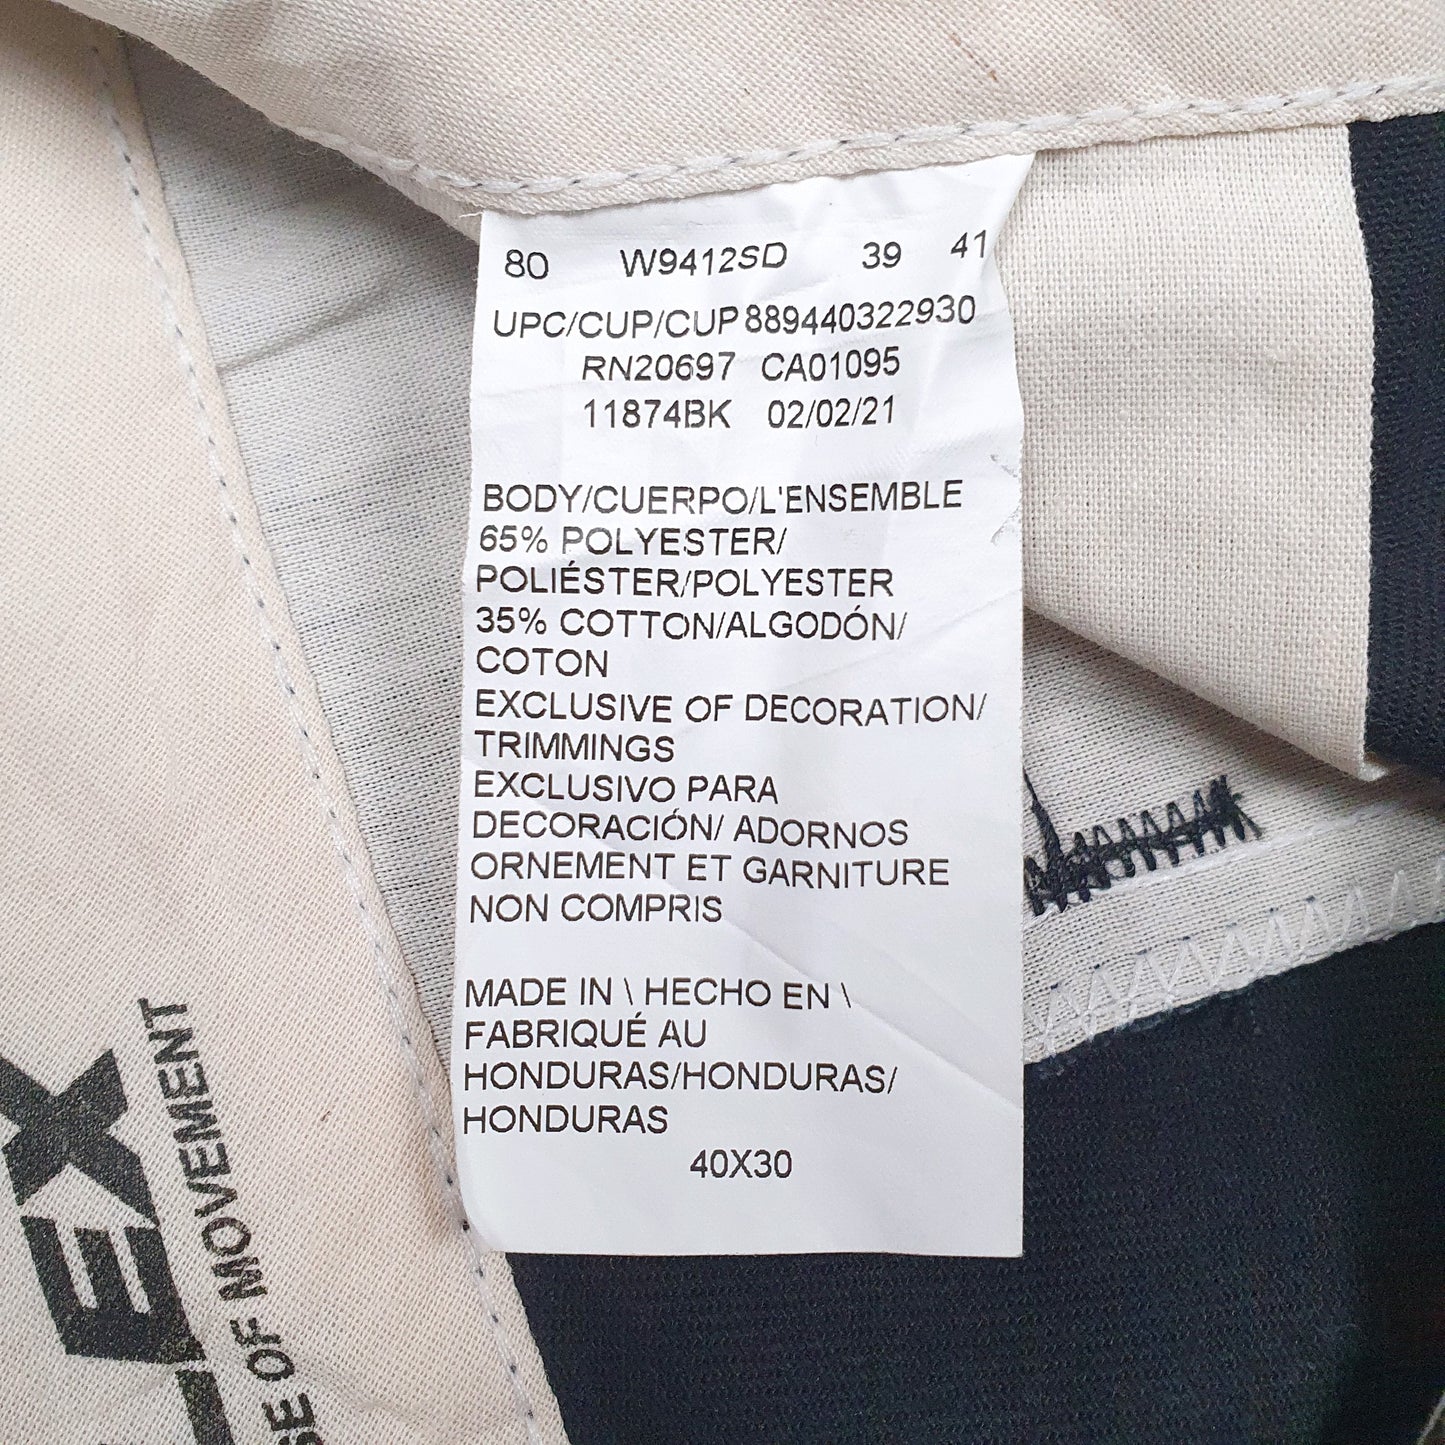 80 W9412SD 39 41
UPC/CUP/CUP 889440322930
RN20697 CA01095
11874BK 02/02/21
BODY/CUERPO/L'ENSEMBLE
65% POLYESTER/
POLIÉSTER/POLYESTER
35% COTTON/ALGODÓN/
COTON
EXCLUSIVE OF DECORATION/
TRIMMINGS
EXCLUSIVO PARA
DECORACIÓN/ ADORNOS
ORNEMENT ET GARNITURE
NON COMPRIS
MADE IN \ HECHO EN \
FABRIQUÉ AU
HONDURAS/HONDURAS/
HONDURAS
40X30
LEX
SE OF MOVEMENT